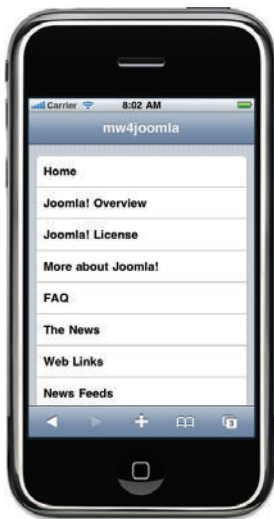 Carrier 8:02 AM
mw4joomla
Home
Joomla! Overview
Joomla! License
More about Joomla!
FAQ
The News
Web Links
News Feeds
3